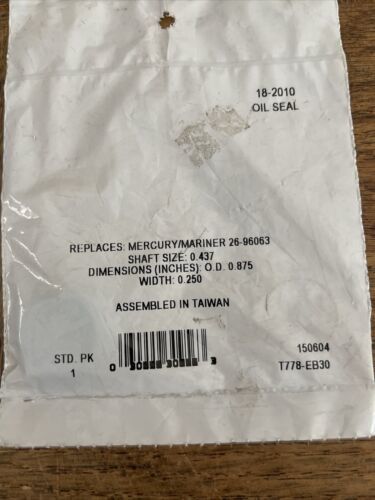 18-2010
OIL SEAL
REPLACES: MERCURY/MARINER 26-96063
SHAFT SIZE: 0.437
DIMENSIONS (INCHES): O.D. 0.875
WIDTH: 0.250
ASSEMBLED IN TAIWAN
STD. PK
1
150604
T778-EB30